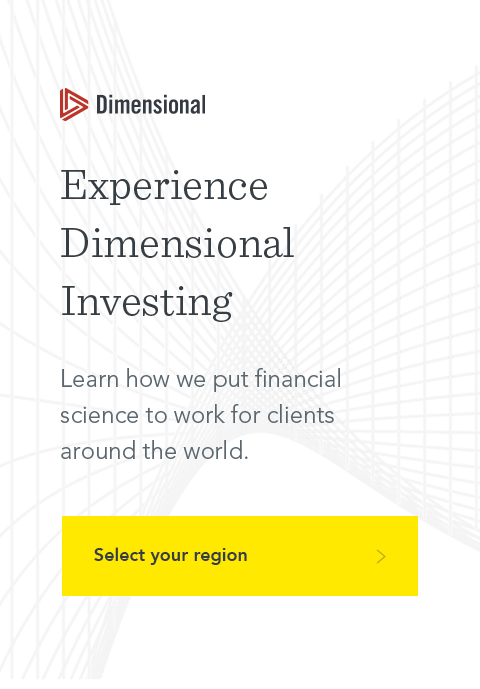 Dimensional
Experience
Dimensional
Investing
Learn how we put financial
science to work for clients
around the world.
Select your region